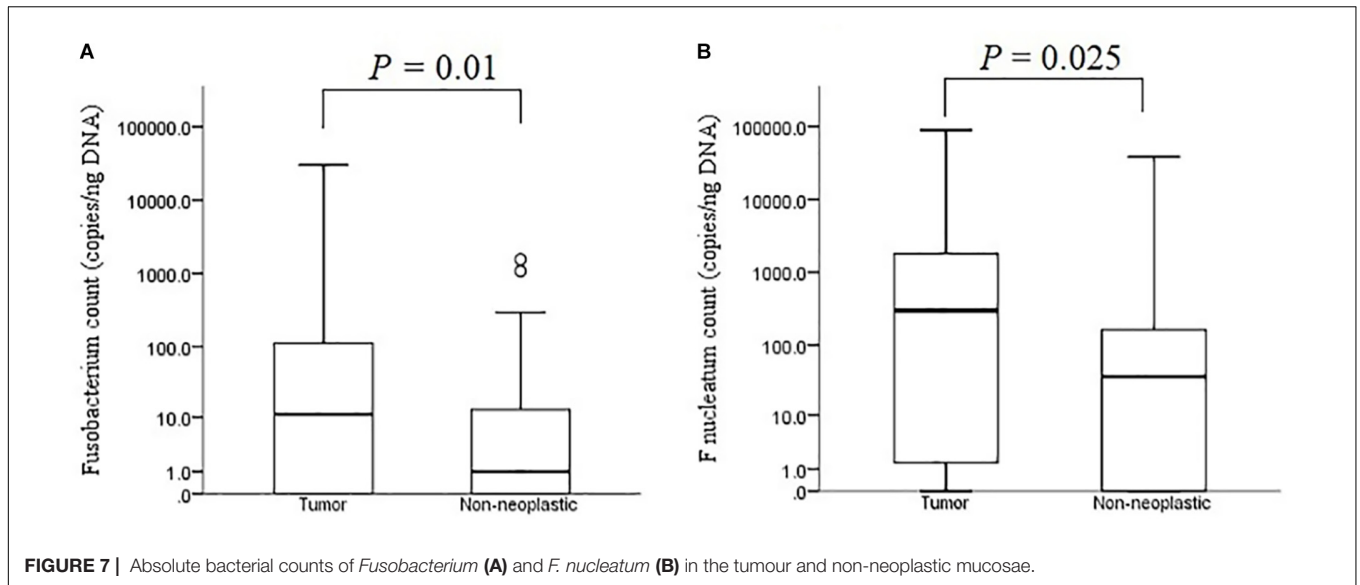 A
P = 0.01
Fusobacterium count (copies/ng DNA)
100000.0
10000.0
1000.0
100.0
10.0
1.0
.0
Tumor
Non-neoplastic
B
P = 0.025
F nucleatum count (copies/ng DNA)
100000.0
10000.0
1000.0
100.0
10.0
1.0
.0
Tumor
Non-neoplastic
FIGURE 7 | Absolute bacterial counts of Fusobacterium (A) and F. nucleatum (B) in the tumour and non-neoplastic mucosae.